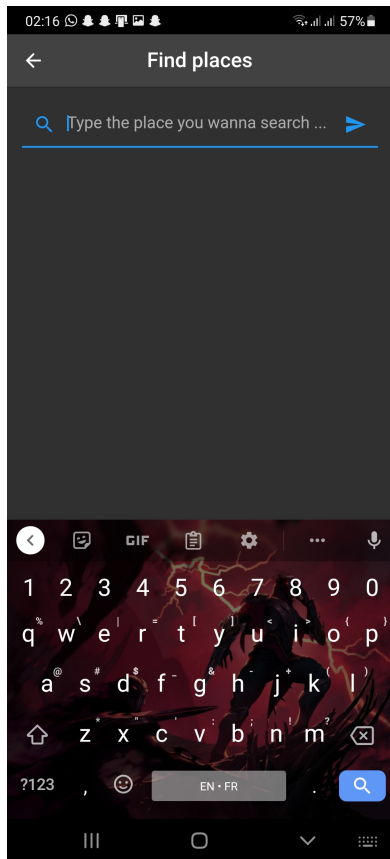 02:16 57%
Find places
Type the place you wanna search ...
GIF
1 2 3 4 5 6 7 8 9 0
% \ | = [ ] < > { }
q w e r t y u i o p
@ # $ _ & - + ( )
a s d f g h j k l
* " ' : ; ! ?
z x c v b n m
?123 , EN • FR .